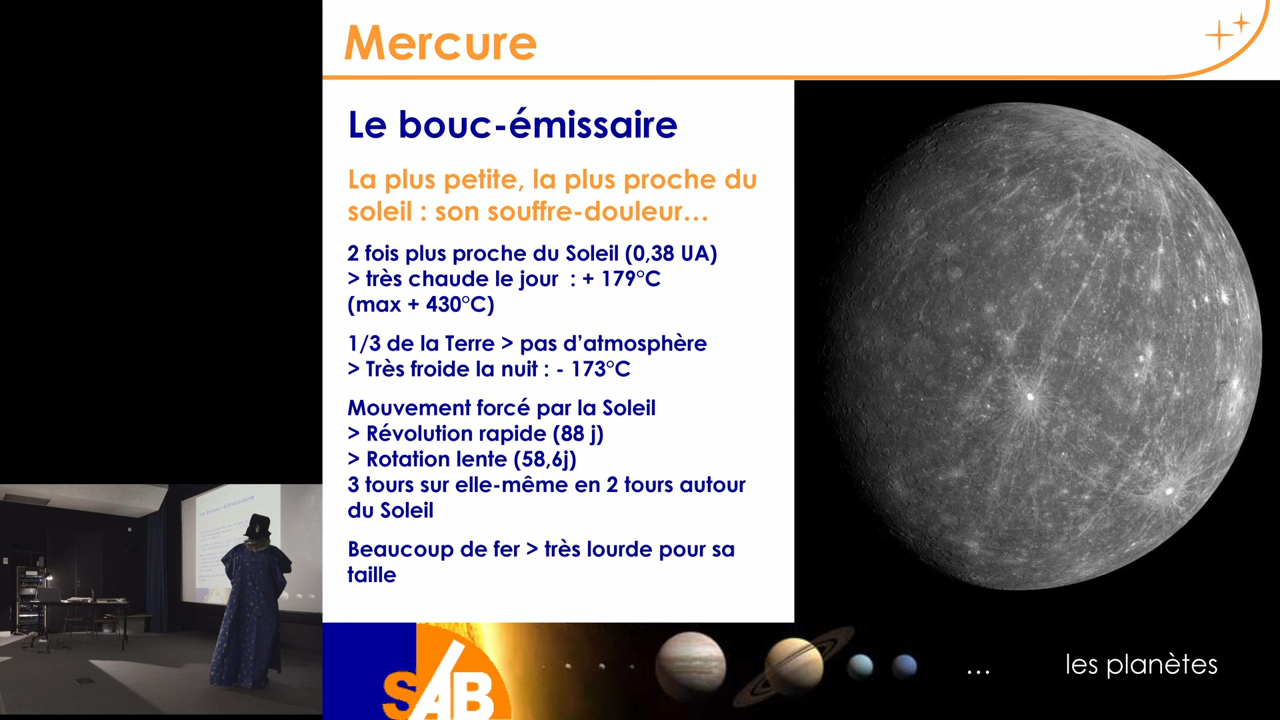 Mercure
Le bouc-émissaire
La plus petite, la plus proche du
soleil : son souffre-douleur…
2 fois plus proche du Soleil (0,38 UA)
> très chaude le jour  : + 179°C
(max + 430°C)
1/3 de la Terre > pas d’atmosphère
> Très froide la nuit : - 173°C
Mouvement forcé par la Soleil
> Révolution rapide (88 j)
> Rotation lente (58,6j)
3 tours sur elle-même en 2 tours autour
du Soleil
Beaucoup de fer > très lourde pour sa
taille
SAB
… les planètes